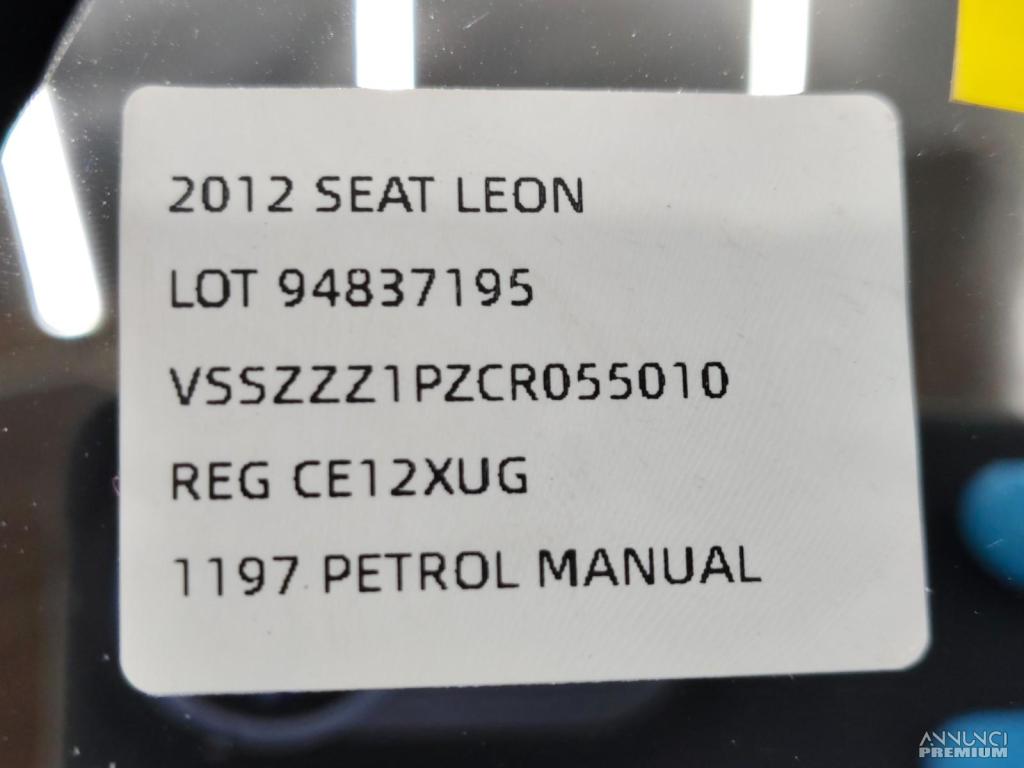 2012 SEAT LEON
LOT 94837195
VSSZZZ1PZCR055010
REG CE12XUG
1197 PETROL MANUAL
ANNUNCI
PREMIUM